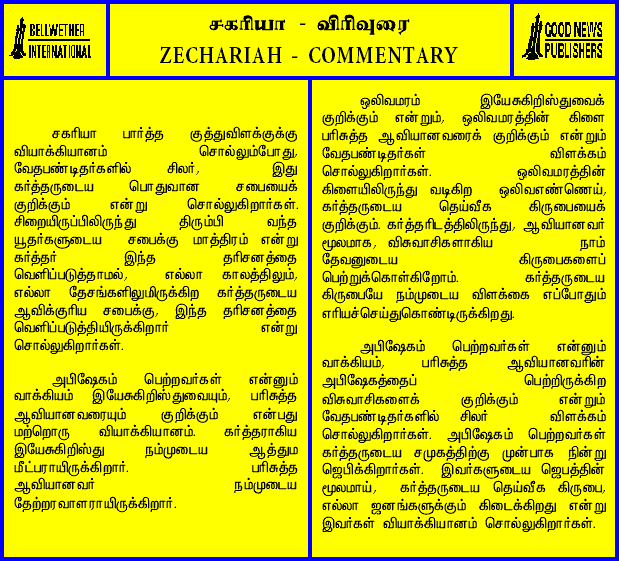 BELLWETHER
INTERNATIONAL
சகரியா - விரிவுரை
ZECHARIAH - COMMENTARY
GOOD NEWS
PUBLISHERS
சகரியா பார்த்த குத்துவிளக்குக்கு
வியாக்கியானம் சொல்லும்போது,
வேதபண்டிதர்களில் சிலர், இது
கர்த்தருடைய பொதுவான சபையைக்
குறிக்கும் என்று சொல்லுகிறார்கள்.
சிறையிருப்பிலிருந்து திரும்பி வந்த
யூதர்களுடைய சபைக்கு மாத்திரம் என்று
கர்த்தர் இந்த தரிசனத்தை
வெளிப்படுத்தாமல், எல்லா காலத்திலும்,
எல்லா தேசங்களிலுமிருக்கிற கர்த்தருடைய
ஆவிக்குரிய சபைக்கு, இந்த தரிசனத்தை
வெளிப்படுத்தியிருக்கிறார் என்று
சொல்லுகிறார்கள்.
அபிஷேகம் பெற்றவர்கள் என்னும்
வாக்கியம் இயேசுகிறிஸ்துவையும், பரிசுத்த
ஆவியானவரையும் குறிக்கும் என்பது
மற்றொரு வியாக்கியானம். கர்த்தராகிய
இயேசுகிறிஸ்து நம்முடைய ஆத்தும
மீட்பராயிருக்கிறார். பரிசுத்த
ஆவியானவர் நம்முடைய
தேற்றரவாளராயிருக்கிறார்.
ஒலிவமரம் இயேசுகிறிஸ்துவைக்
குறிக்கும் என்றும், ஒலிவமரத்தின் கிளை
பரிசுத்த ஆவியானவரைக் குறிக்கும் என்றும்
வேதபண்டிதர்கள் விளக்கம்
சொல்லுகிறார்கள். ஒலிவமரத்தின்
கிளையிலிருந்து வடிகிற ஒலிவஎண்ணெய்,
கர்த்தருடைய தெய்வீக கிருபையைக்
குறிக்கும். கர்த்தரிடத்திலிருந்து, ஆவியானவர்
மூலமாக, விசுவாசிகளாகிய நாம்
தேவனுடைய கிருபைகளைப்
பெற்றுக்கொள்கிறோம். கர்த்தருடைய
கிருபையே நம்முடைய விளக்கை எப்போதும்
எரியச்செய்துகொண்டிருக்கிறது.
அபிஷேகம் பெற்றவர்கள் என்னும்
வாக்கியம், பரிசுத்த ஆவியானவரின்
அபிஷேகத்தைப் பெற்றிருக்கிற
விசுவாசிகளைக் குறிக்கும் என்றும்
வேதபண்டிதர்களில் சிலர் விளக்கம்
சொல்லுகிறார்கள். அபிஷேகம் பெற்றவர்கள்
கர்த்தருடைய சமுகத்திற்கு முன்பாக நின்று
ஜெபிக்கிறார்கள். இவர்களுடைய ஜெபத்தின்
மூலமாய், கர்த்தருடைய தெய்வீக கிருபை,
எல்லா ஜனங்களுக்கும் கிடைக்கிறது என்று
இவர்கள் வியாக்கியானம் சொல்லுகிறார்கள்.